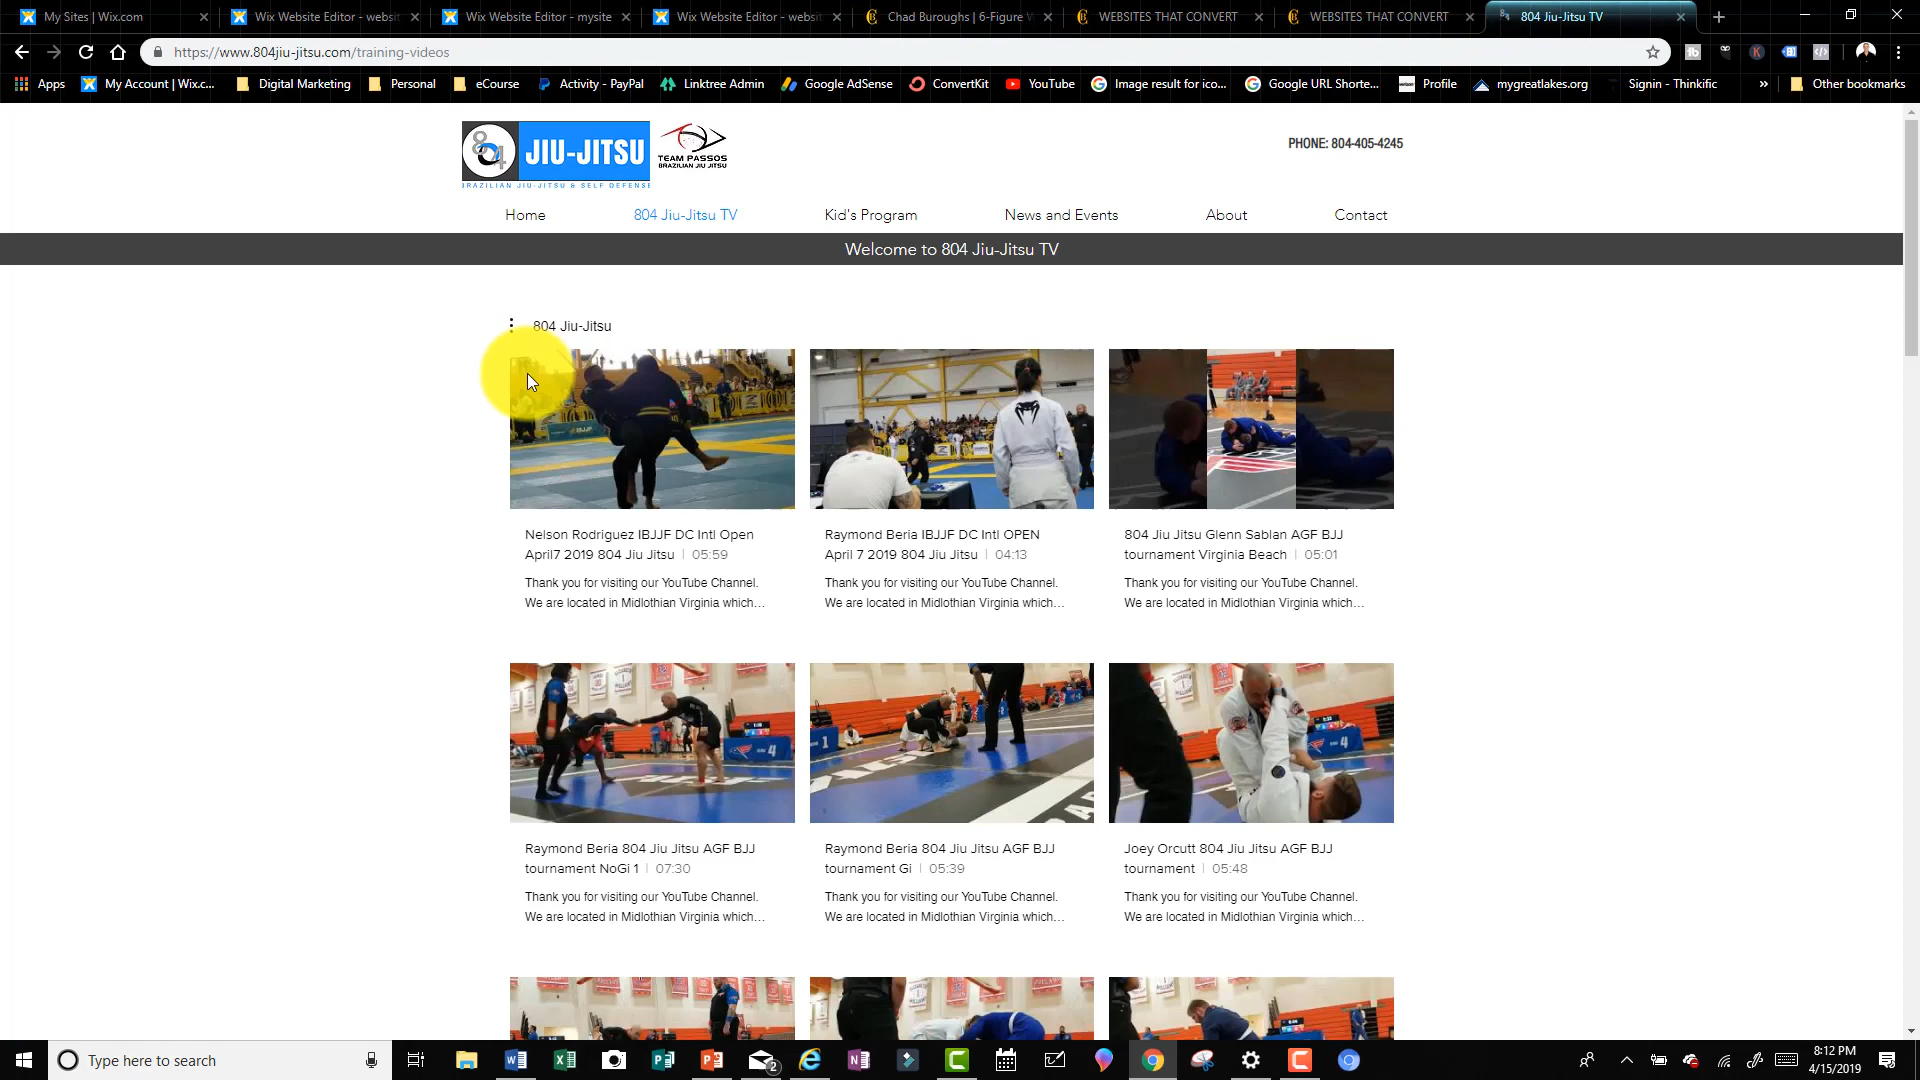 My Sites | Wix.com
Wix Website Editor - websit
Wix Website Editor - mysite
Wix Website Editor - websit
Chad Buroughs | 6-Figure W
WEBSITES THAT CONVERT
WEBSITES THAT CONVERT
804 Jiu-Jitsu TV
https://www.804jiu-jitsu.com/training-videos
Apps
My Account | Wix.c...
Digital Marketing
Personal
eCourse
Activity - PayPal
Linktree Admin
Google AdSense
ConvertKit
YouTube
Image result for ico...
Google URL Shorte...
Profile
mygreatlakes.org
Signin - Thinkific
Other bookmarks
JIU-JITSU
BRAZILIAN JIU-JITSU & SELF DEFENSE
TEAM PASSOS
BRAZILIAN JIU JITSU
PHONE: 804-405-4245
Home
804 Jiu-Jitsu TV
Kid's Program
News and Events
About
Contact
Welcome to 804 Jiu-Jitsu TV
804 Jiu-Jitsu
Nelson Rodriguez IBJJF DC Intl Open
April7 2019 804 Jiu Jitsu | 05:59
Thank you for visiting our YouTube Channel.
We are located in Midlothian Virginia which...
Raymond Beria IBJJF DC Intl OPEN
April 7 2019 804 Jiu Jitsu | 04:13
Thank you for visiting our YouTube Channel.
We are located in Midlothian Virginia which...
804 Jiu Jitsu Glenn Sablan AGF BJJ
tournament Virginia Beach | 05:01
Thank you for visiting our YouTube Channel.
We are located in Midlothian Virginia which...
Raymond Beria 804 Jiu Jitsu AGF BJJ
tournament NoGi 1 | 07:30
Thank you for visiting our YouTube Channel.
We are located in Midlothian Virginia which...
Raymond Beria 804 Jiu Jitsu AGF BJJ
tournament Gi | 05:39
Thank you for visiting our YouTube Channel.
We are located in Midlothian Virginia which...
Joey Orcutt 804 Jiu Jitsu AGF BJJ
tournament | 05:48
Thank you for visiting our YouTube Channel.
We are located in Midlothian Virginia which...
Type here to search
2
8:12 PM
4/15/2019